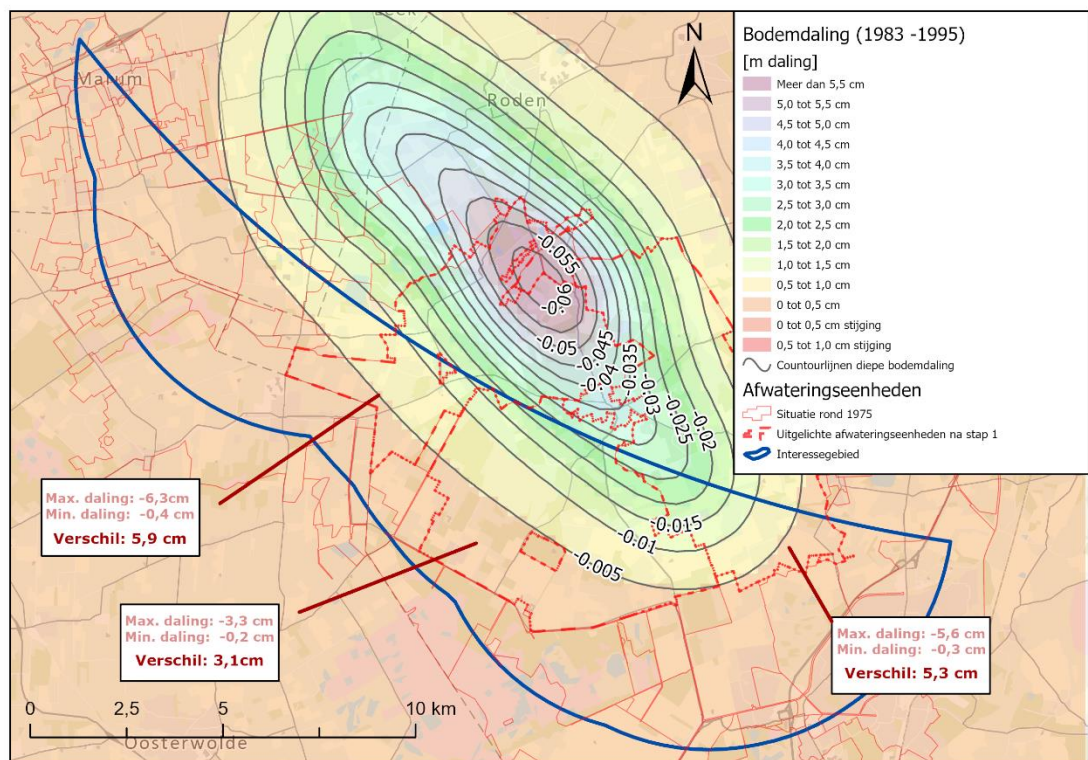 Leek
Marum
Roden
N
-0.055
-0.06
-0.05
-0.045
-0.04
-0.035
-0.03
-0.025
-0.02
-0.015
-0.01
-0.005
Bodemdaling (1983 -1995)
[m daling]
Meer dan 5,5 cm
5,0 tot 5,5 cm
4,5 tot 5,0 cm
4,0 tot 4,5 cm
3,5 tot 4,0 cm
3,0 tot 3,5 cm
2,5 tot 3,0 cm
2,0 tot 2,5 cm
1,5 tot 2,0 cm
1,0 tot 1,5 cm
0,5 tot 1,0 cm
0 tot 0,5 cm
0 tot 0,5 cm stijging
0,5 tot 1,0 cm stijging
Countourlijnen diepe bodemdaling
Afwateringseenheden
Situatie rond 1975
Uitgelichte afwateringseenheden na stap 1
Interessegebied
Max. daling: -6,3cm
Min. daling: -0,4 cm
Verschil: 5,9 cm
Max. daling: -3,3 cm
Min. daling: -0,2 cm
Verschil: 3,1cm
Max. daling: -5,6 cm
Min. daling: -0,3 cm
Verschil: 5,3 cm
0 2,5 5 10 km
Oosterwolde